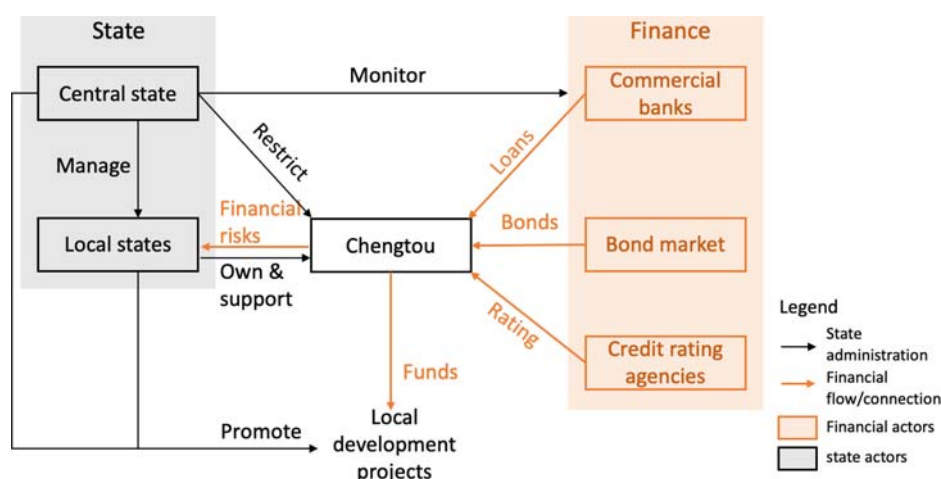 State
Finance
Central state
Monitor
Commercial
banks
Restrict
Loans
Manage
Financial
risks
Local states
Chengtou
Bonds
Bond market
Own &
support
Rating
Credit rating
agencies
Funds
Local
development
projects
Promote
Legend
State
administration
Financial
flow/connection
Financial actors
state actors